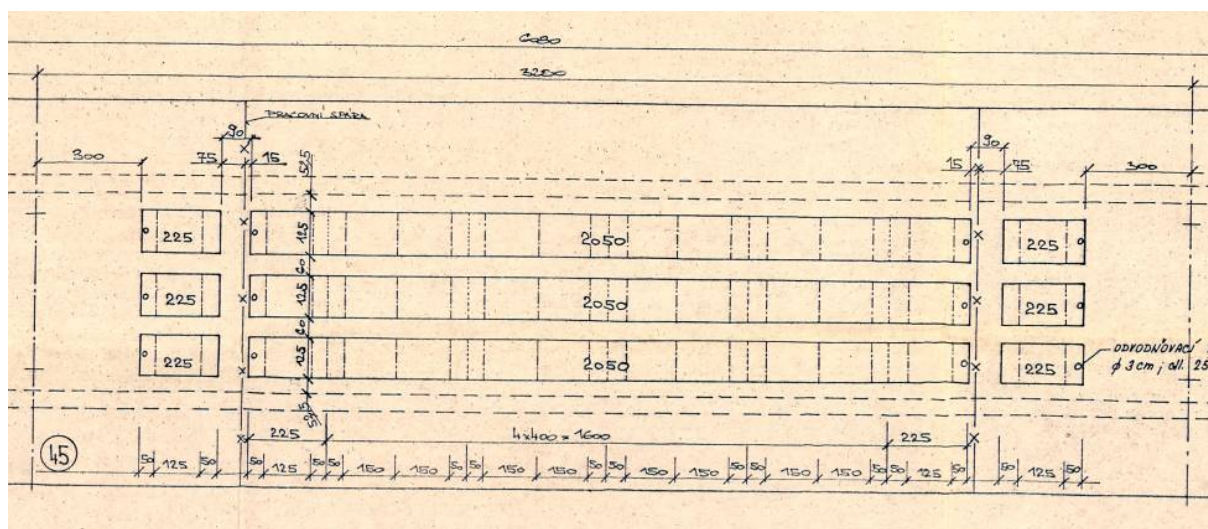 6080
3280
PRACOVNÍ SPÁRA
90 90
300 75 15 52,5 15 75 300
225 125 2050 225
60
225 125 2050 225
60
225 125 2050 225
ODVODŇOVACÍ
ϕ 3 cm ; dl. 25
52,5
225 4x400 = 1600 225
45
50 125 50 50 125 50 50 150 150 50 50 150 150 50 50 150 150 50 50 150 150 50 50 125 50 50 125 50